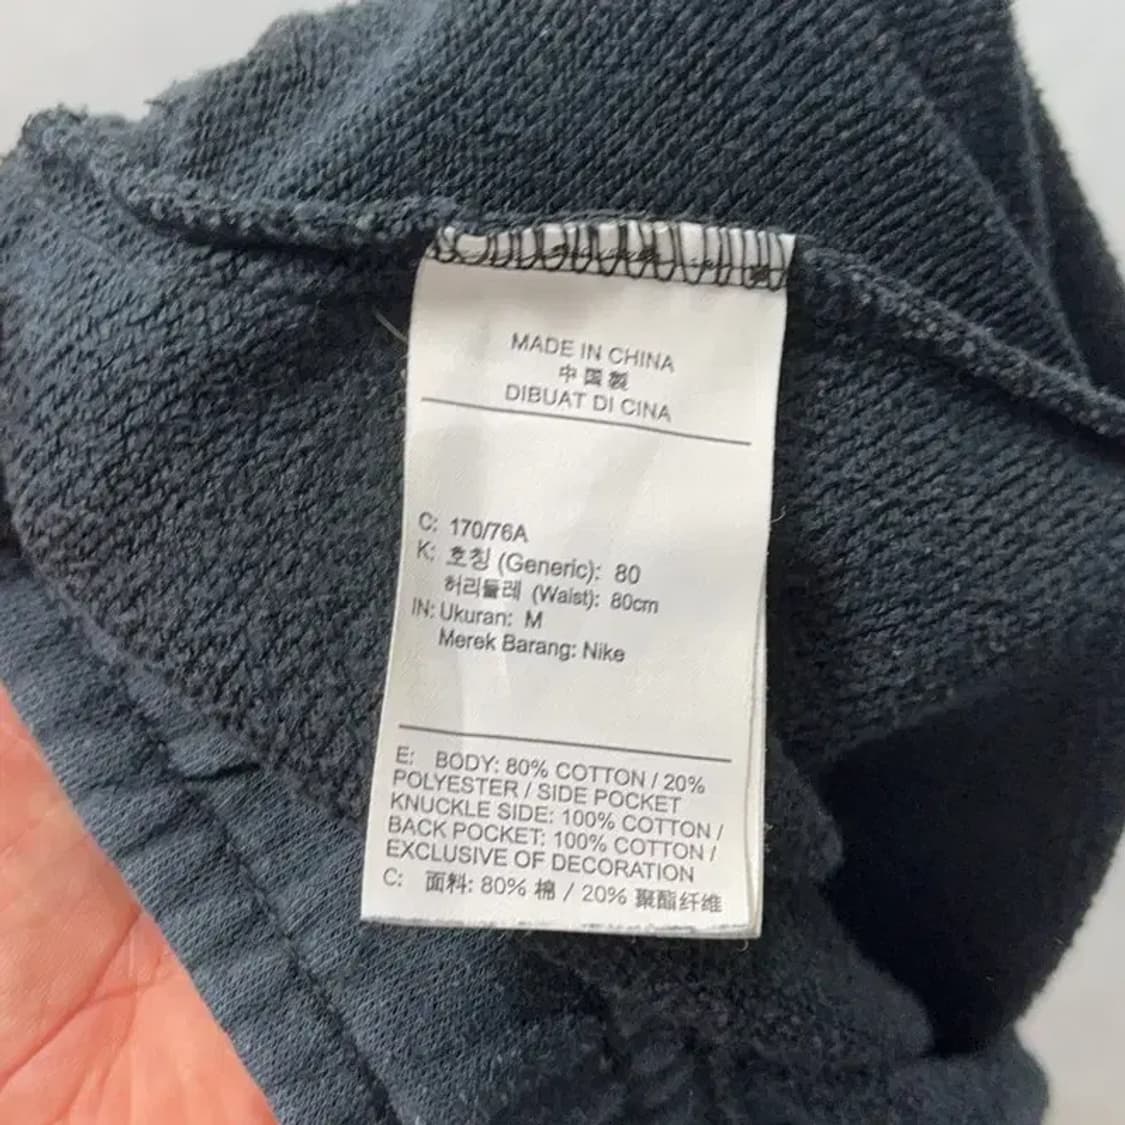 MADE IN CHINA
中国製
DIBUAT DI CINA
C: 170/76A
K: 호칭 (Generic): 80
허리둘레 (Waist): 80cm
IN: Ukuran: M
Merek Barang: Nike
E: BODY: 80% COTTON / 20%
POLYESTER / SIDE POCKET
KNUCKLE SIDE: 100% COTTON /
BACK POCKET: 100% COTTON /
EXCLUSIVE OF DECORATION
C: 面料: 80% 棉 / 20% 聚酯纤维